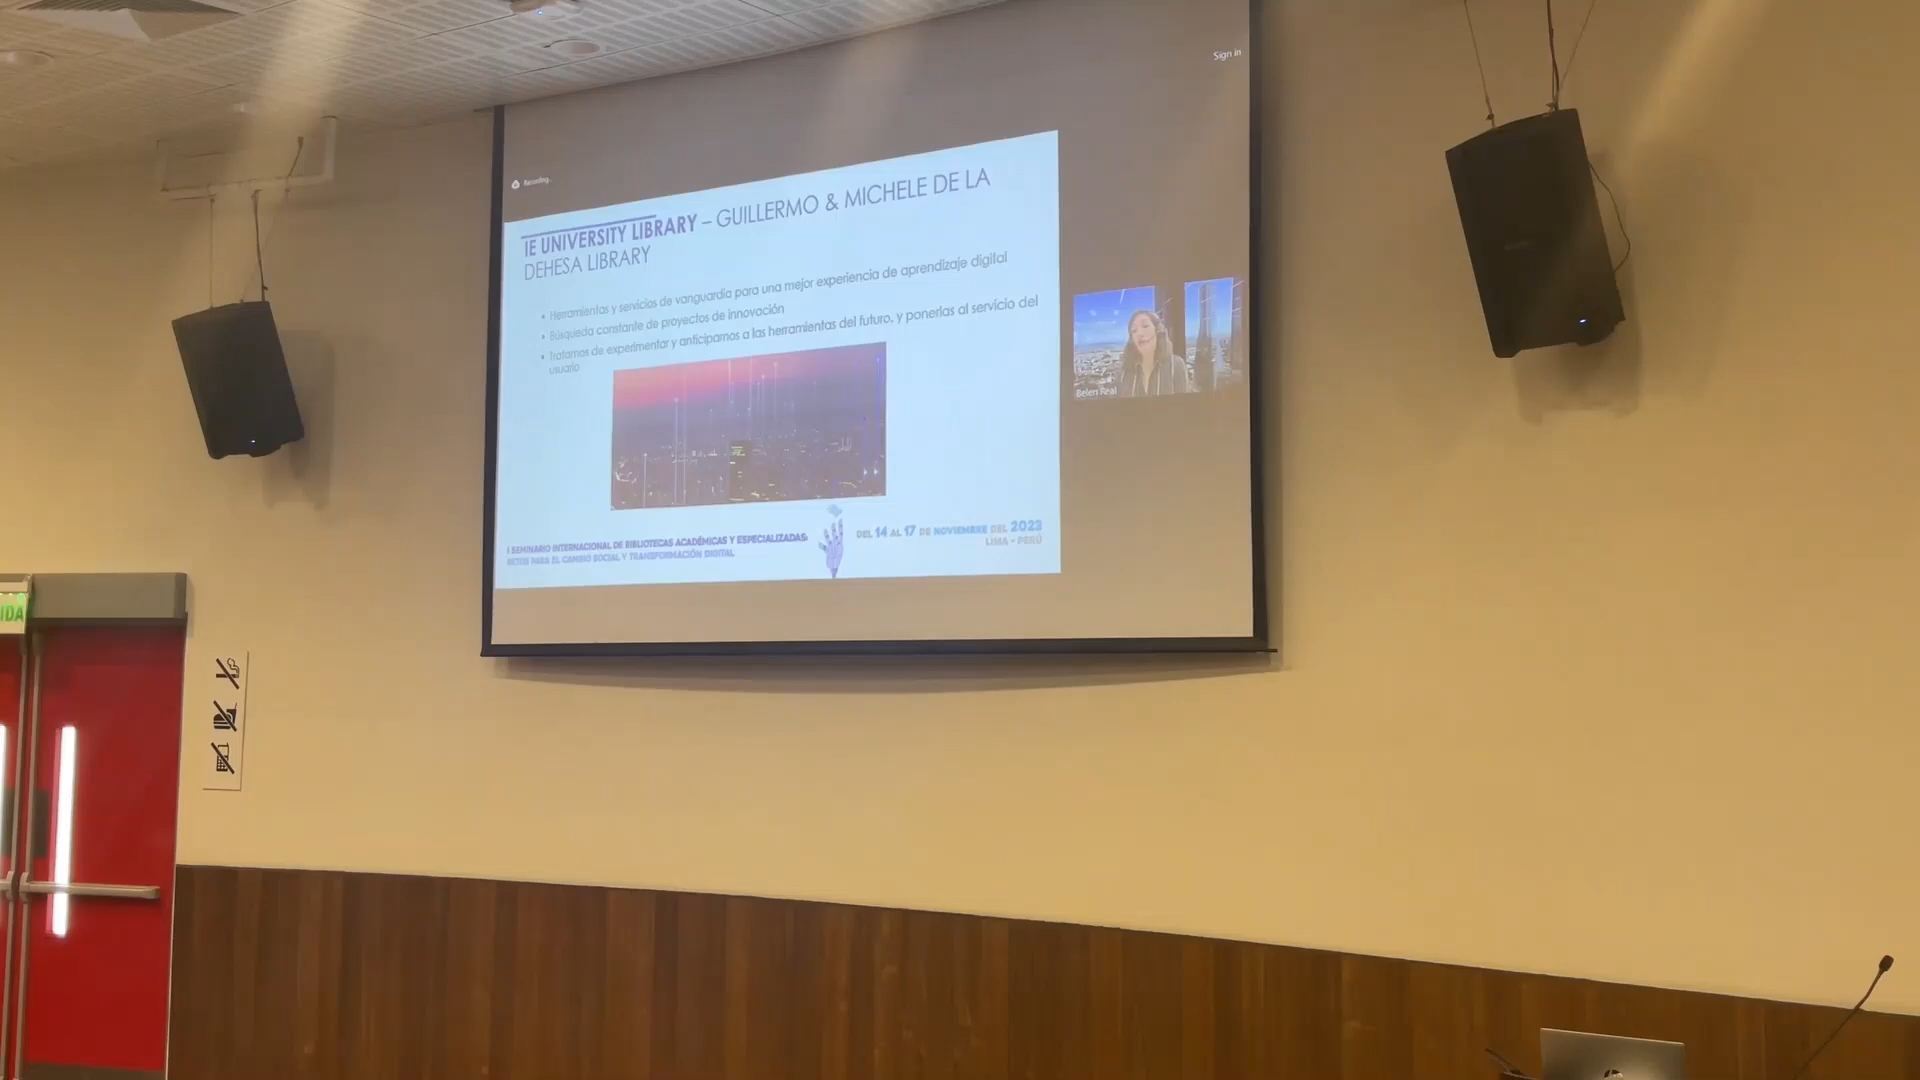 Sign in
Recording...
IE UNIVERSITY LIBRARY – GUILLERMO & MICHELE DE LA
DEHESA LIBRARY
• Herramientas y servicios de vanguardia para una mejor experiencia de aprendizaje digital
• Búsqueda constante de proyectos de innovación
• Tratamos de experimentar y anticiparnos a las herramientas del futuro, y ponerlas al servicio del
usuario
Belen Real
I SEMINARIO INTERNACIONAL DE BIBLIOTECAS ACADÉMICAS Y ESPECIALIZADAS:
RETOS PARA EL CAMBIO SOCIAL Y TRANSFORMACIÓN DIGITAL
DEL 14 AL 17 DE NOVIEMBRE DEL 2023
LIMA - PERÚ
IDA